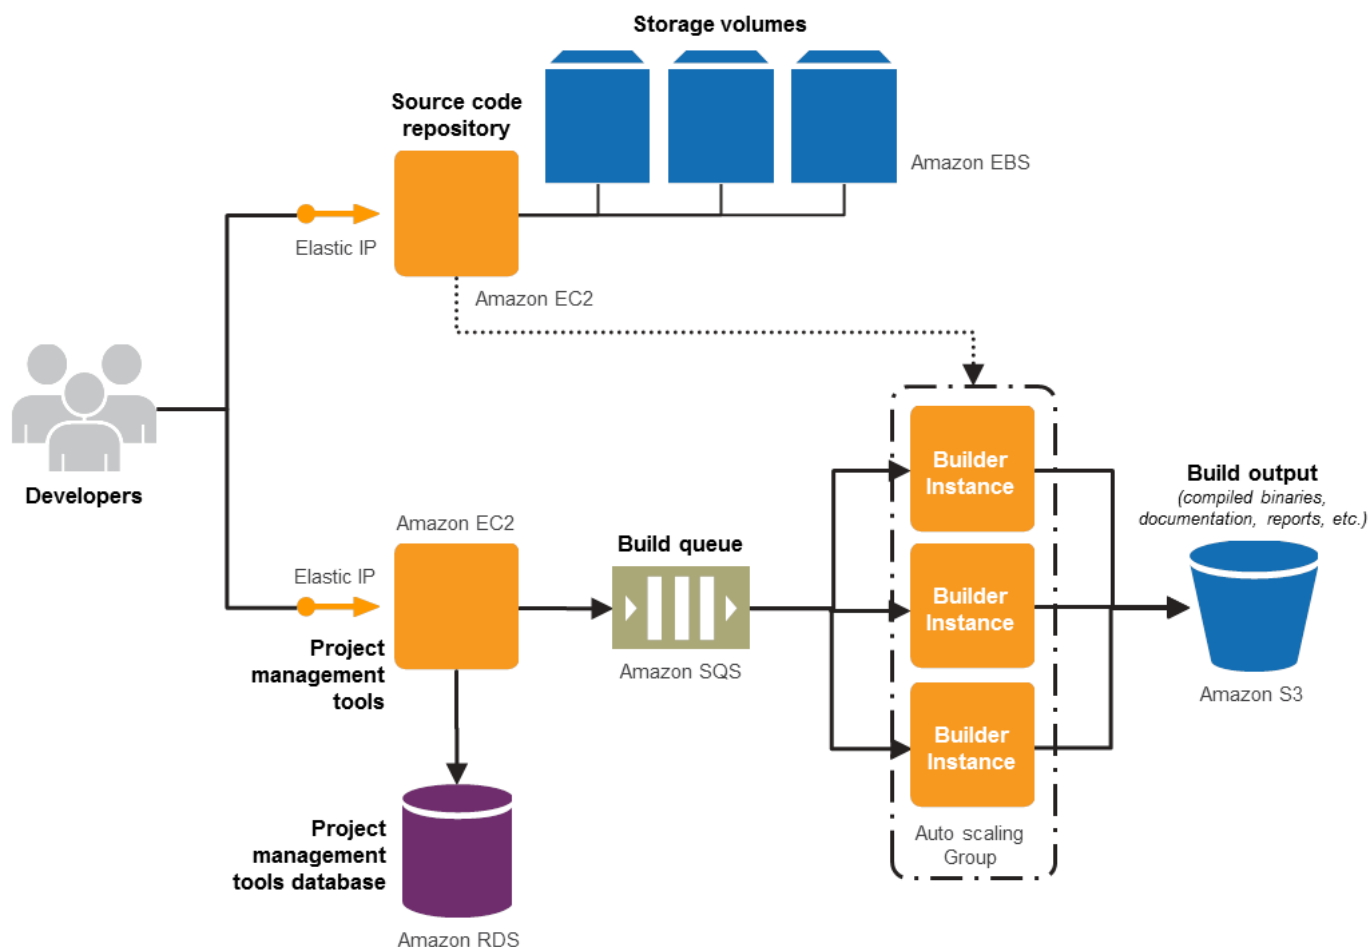 Storage volumes
Source code
repository
Amazon EBS
Elastic IP
Amazon EC2
Developers
Amazon EC2
Elastic IP
Project
management
tools
Build queue
Amazon SQS
Builder
Instance
Builder
Instance
Builder
Instance
Auto scaling
Group
Build output
(compiled binaries,
documentation, reports, etc.)
Amazon S3
Project
management
tools database
Amazon RDS